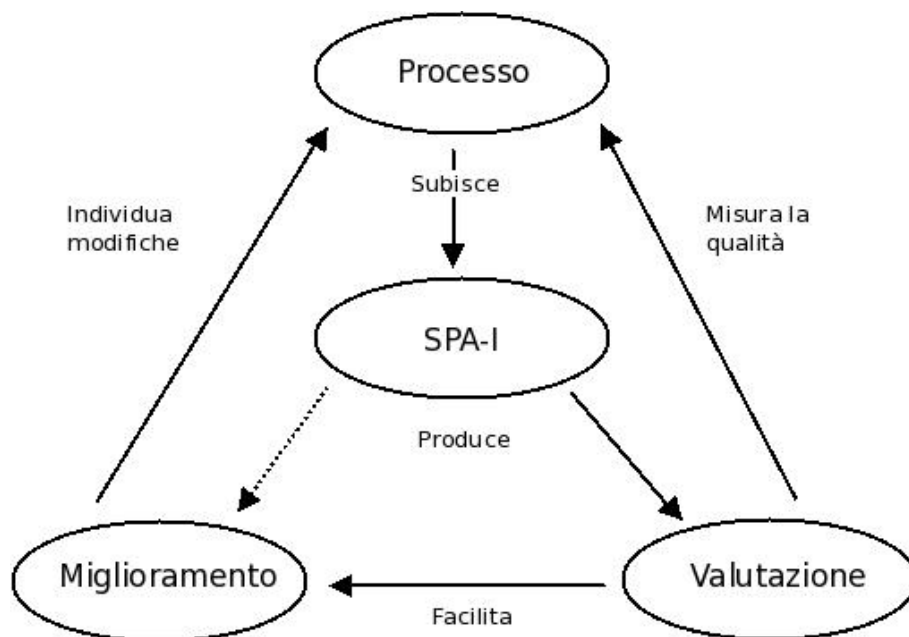 Processo
Subisce
Individua
modifiche
Misura la
qualità
SPA-I
Produce
Miglioramento
Valutazione
Facilita